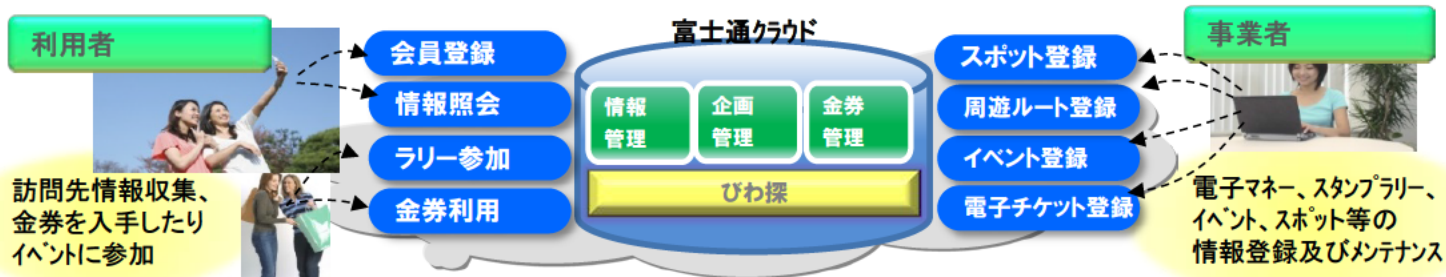 利用者
会員登録
情報照会
ラリー参加
金券利用
訪問先情報収集、
金券を入手したり
イベントに参加
富士通クラウド
情報
管理
企画
管理
金券
管理
びわ探
スポット登録
周遊ルート登録
イベント登録
電子チケット登録
事業者
電子マネー、スタンプラリー、
イベント、スポット等の
情報登録及びメンテナンス